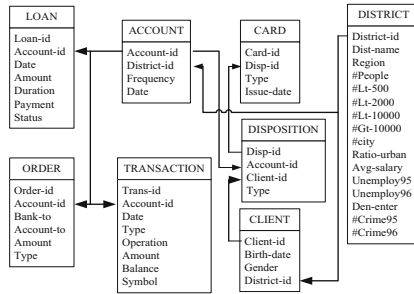 LOAN
Loan-id
Account-id
Date
Amount
Duration
Payment
Status
ACCOUNT
Account-id
District-id
Frequency
Date
CARD
Card-id
Disp-id
Type
Issue-date
DISTRICT
District-id
Dist-name
Region
#People
#Lt-500
#Lt-2000
#Lt-10000
#Gt-10000
#city
Ratio-urban
Avg-salary
Unemploy95
Unemploy96
Den-enter
#Crime95
#Crime96
DISPOSITION
Disp-id
Account-id
Client-id
Type
ORDER
Order-id
Account-id
Bank-to
Account-to
Amount
Type
TRANSACTION
Trans-id
Account-id
Date
Type
Operation
Amount
Balance
Symbol
CLIENT
Client-id
Birth-date
Gender
District-id